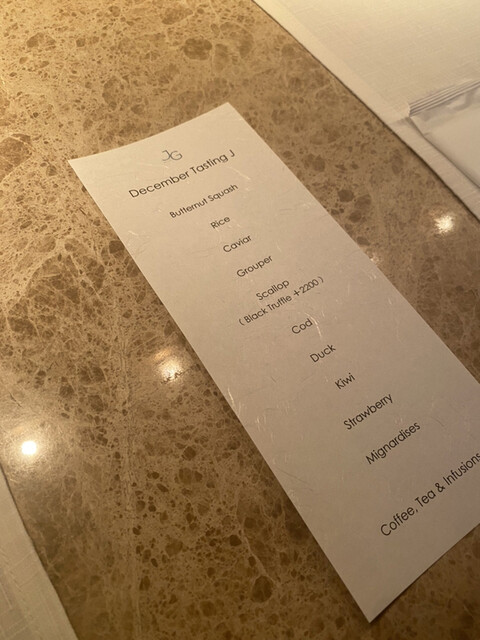 JG
December Tasting J
Butternut Squash
Rice
Caviar
Grouper
Scallop
( Black Truffle +2200 )
Cod
Duck
Kiwi
Strawberry
Mignardises
Coffee, Tea & Infusions